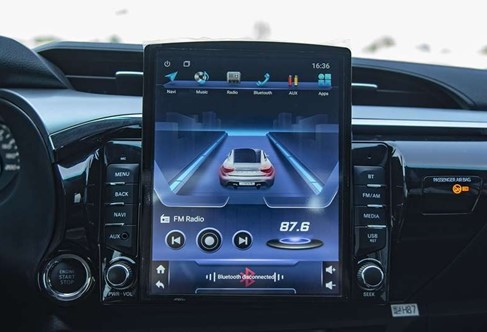 16:36
Navi Music Radio Bluetooth AUX Apps
FM Radio
87.6
Bluetooth disconnected
MENU
BACK
NAVI
AUX
PWR - VOL
ENGINE
START
STOP
BT
FM/AM
MEDIA
USB
SEEK
PASSENGER AIR BAG